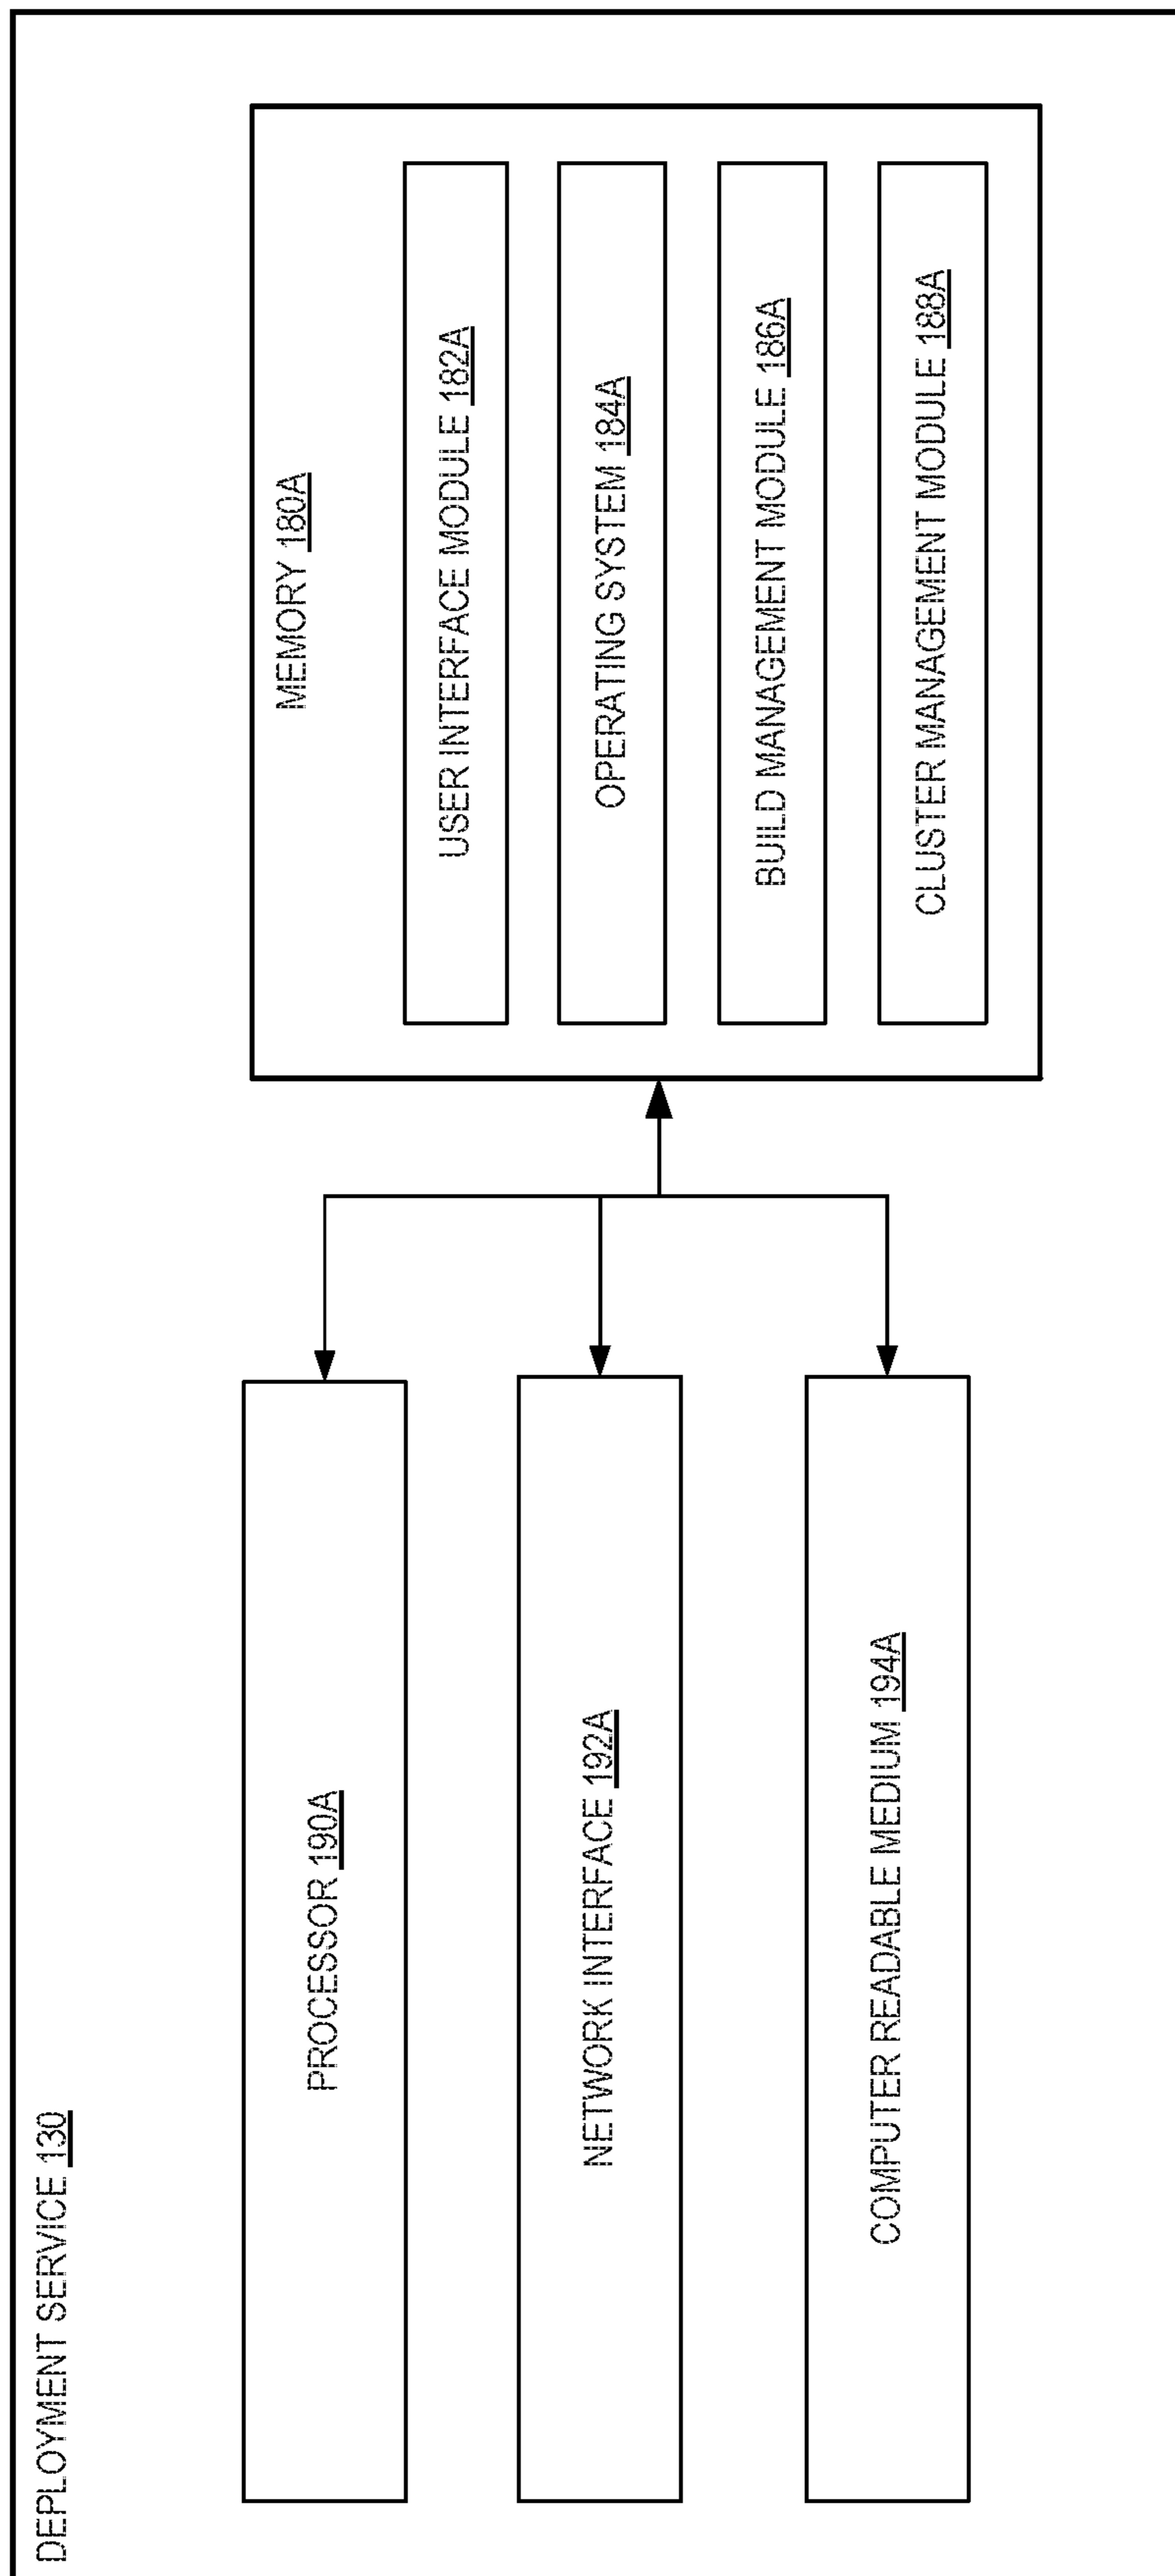 DEPLOYMENT SERVICE 130
PROCESSOR 190A
NETWORK INTERFACE 192A
COMPUTER READABLE MEDIUM 194A
MEMORY 180A
USER INTERFACE MODULE 182A
OPERATING SYSTEM 184A
BUILD MANAGEMENT MODULE 186A
CLUSTER MANAGEMENT MODULE 188A